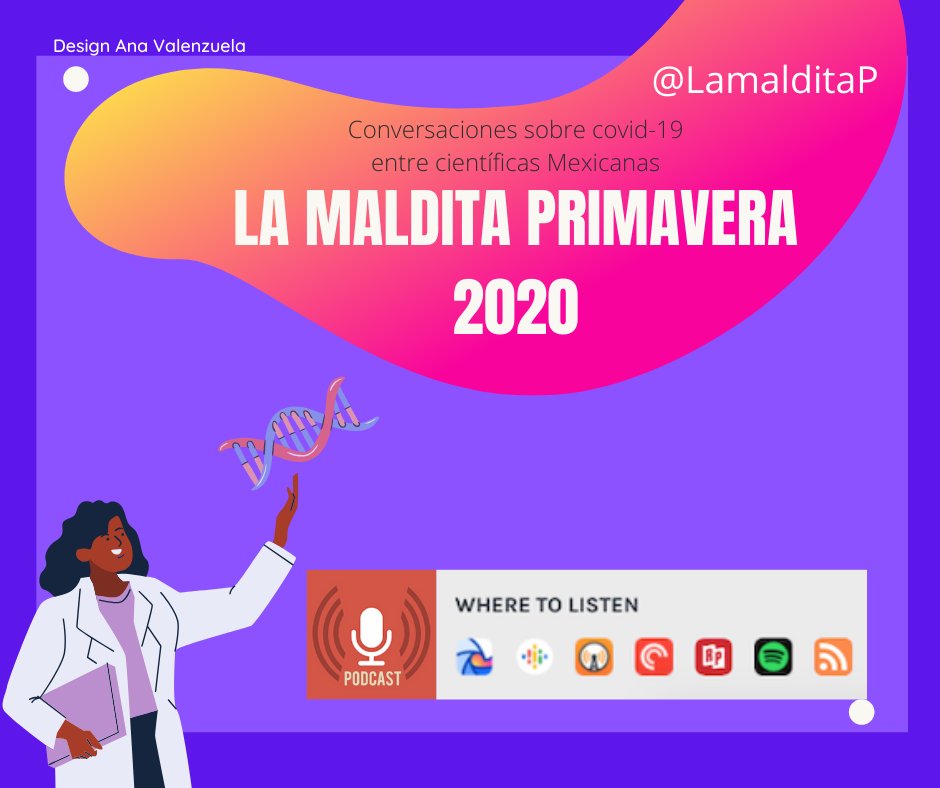 Design Ana Valenzuela
@LamalditaP
Conversaciones sobre covid-19
entre científicas Mexicanas
LA MALDITA PRIMAVERA
2020
WHERE TO LISTEN
PODCAST